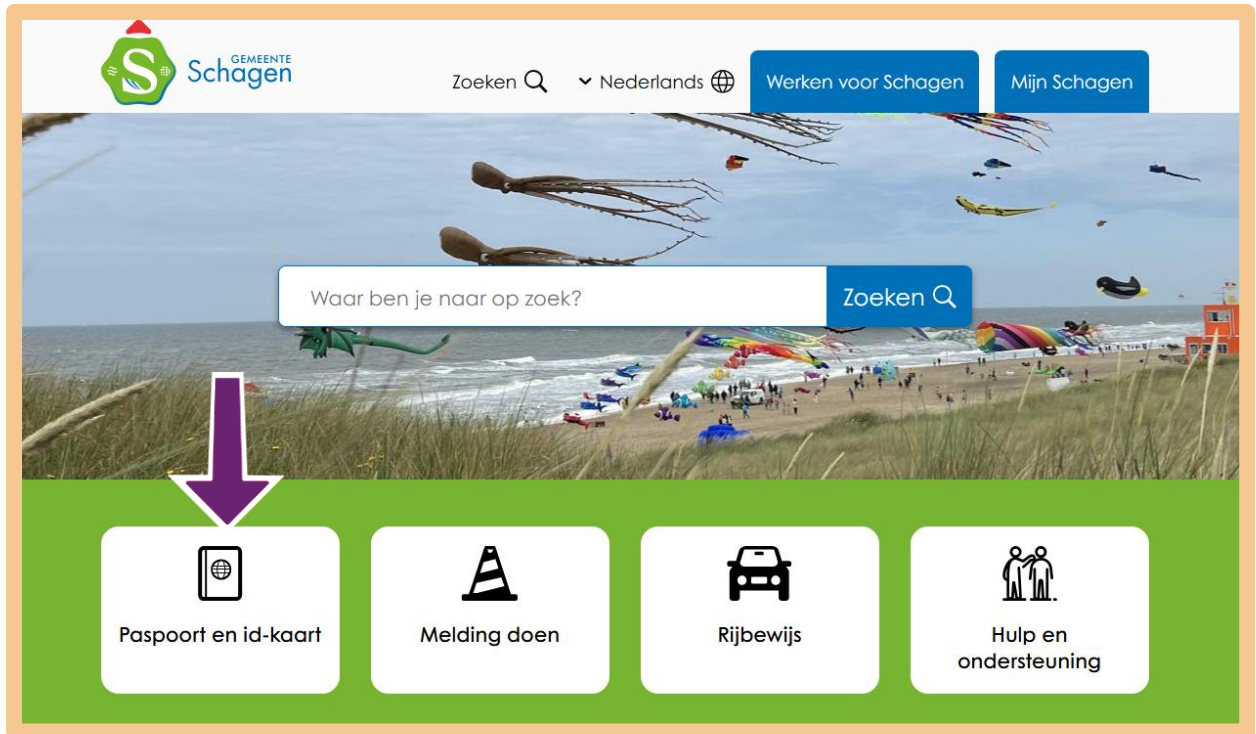 GEMEENTE
Schagen
Zoeken
Nederlands
Werken voor Schagen
Mijn Schagen
Waar ben je naar op zoek?
Zoeken
Paspoort en id-kaart
Melding doen
Rijbewijs
Hulp en
ondersteuning